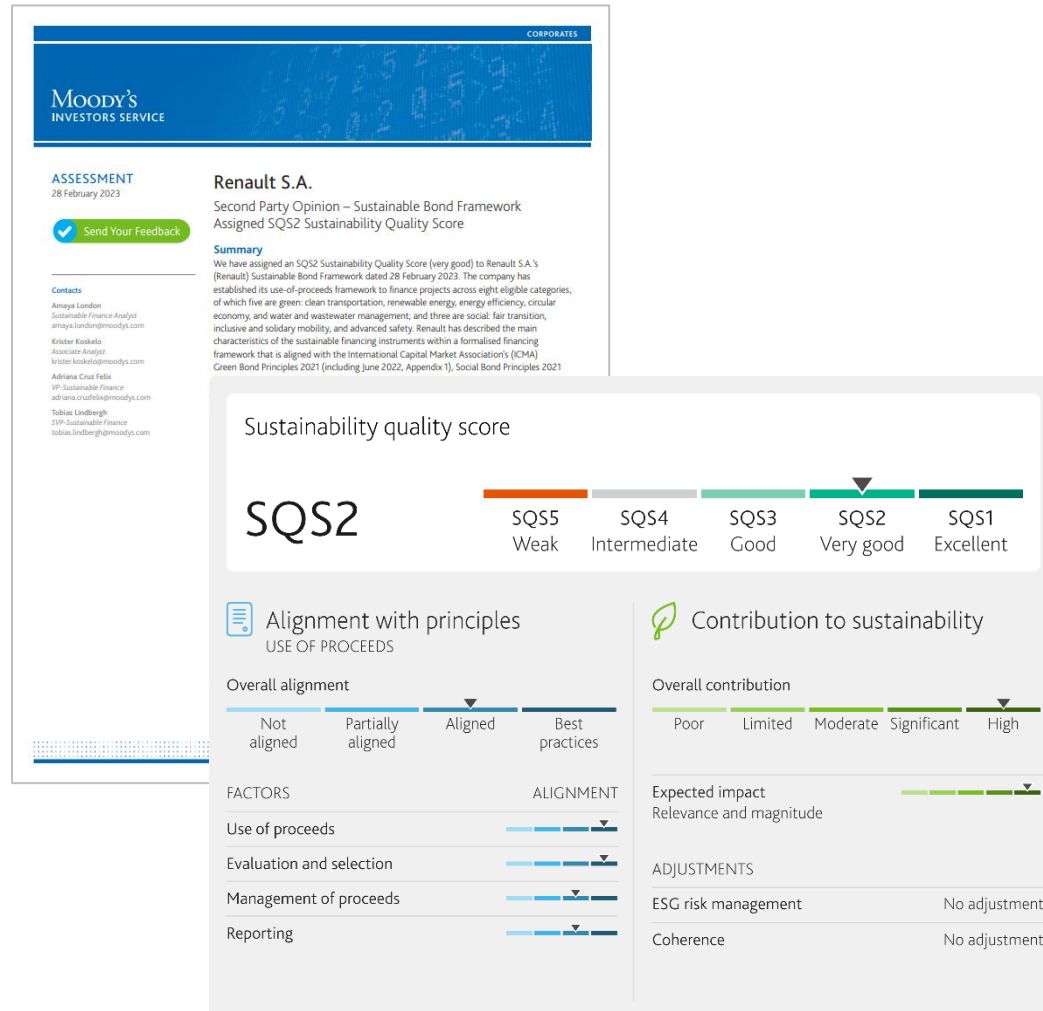 CORPORATES
MOODY'S
INVESTORS SERVICE
ASSESSMENT
28 February 2023
Send Your Feedback
Contacts
Amaya London
Sustainable Finance Analyst
amaya.london@moodys.com
Krister Koskelo
Associate Analyst
krister.koskelo@moodys.com
Adriana Cruz Felix
VP-Sustainable Finance
adriana.cruzfelix@moodys.com
Tobias Lindbergh
SVP-Sustainable Finance
tobias.lindbergh@moodys.com
Renault S.A.
Second Party Opinion – Sustainable Bond Framework
Assigned SQS2 Sustainability Quality Score
Summary
We have assigned an SQS2 Sustainability Quality Score (very good) to Renault S.A.'s
(Renault) Sustainable Bond Framework dated 28 February 2023. The company has
established its use-of-proceeds framework to finance projects across eight eligible categories,
of which five are green: clean transportation, renewable energy, energy efficiency, circular
economy, and water and wastewater management; and three are social: fair transition,
inclusive and solidary mobility, and advanced safety. Renault has described the main
characteristics of the sustainable financing instruments within a formalised financing
framework that is aligned with the International Capital Market Association's (ICMA)
Green Bond Principles 2021 (including June 2022, Appendix 1), Social Bond Principles 2021
Sustainability quality score
SQS2
SQS5 SQS4 SQS3 SQS2 SQS1
Weak Intermediate Good Very good Excellent
Alignment with principles
USE OF PROCEEDS
Overall alignment
Not Partially Aligned Best
aligned aligned practices
FACTORS ALIGNMENT
Use of proceeds
Evaluation and selection
Management of proceeds
Reporting
Contribution to sustainability
Overall contribution
Poor Limited Moderate Significant High
Expected impact
Relevance and magnitude
ADJUSTMENTS
ESG risk management No adjustment
Coherence No adjustment